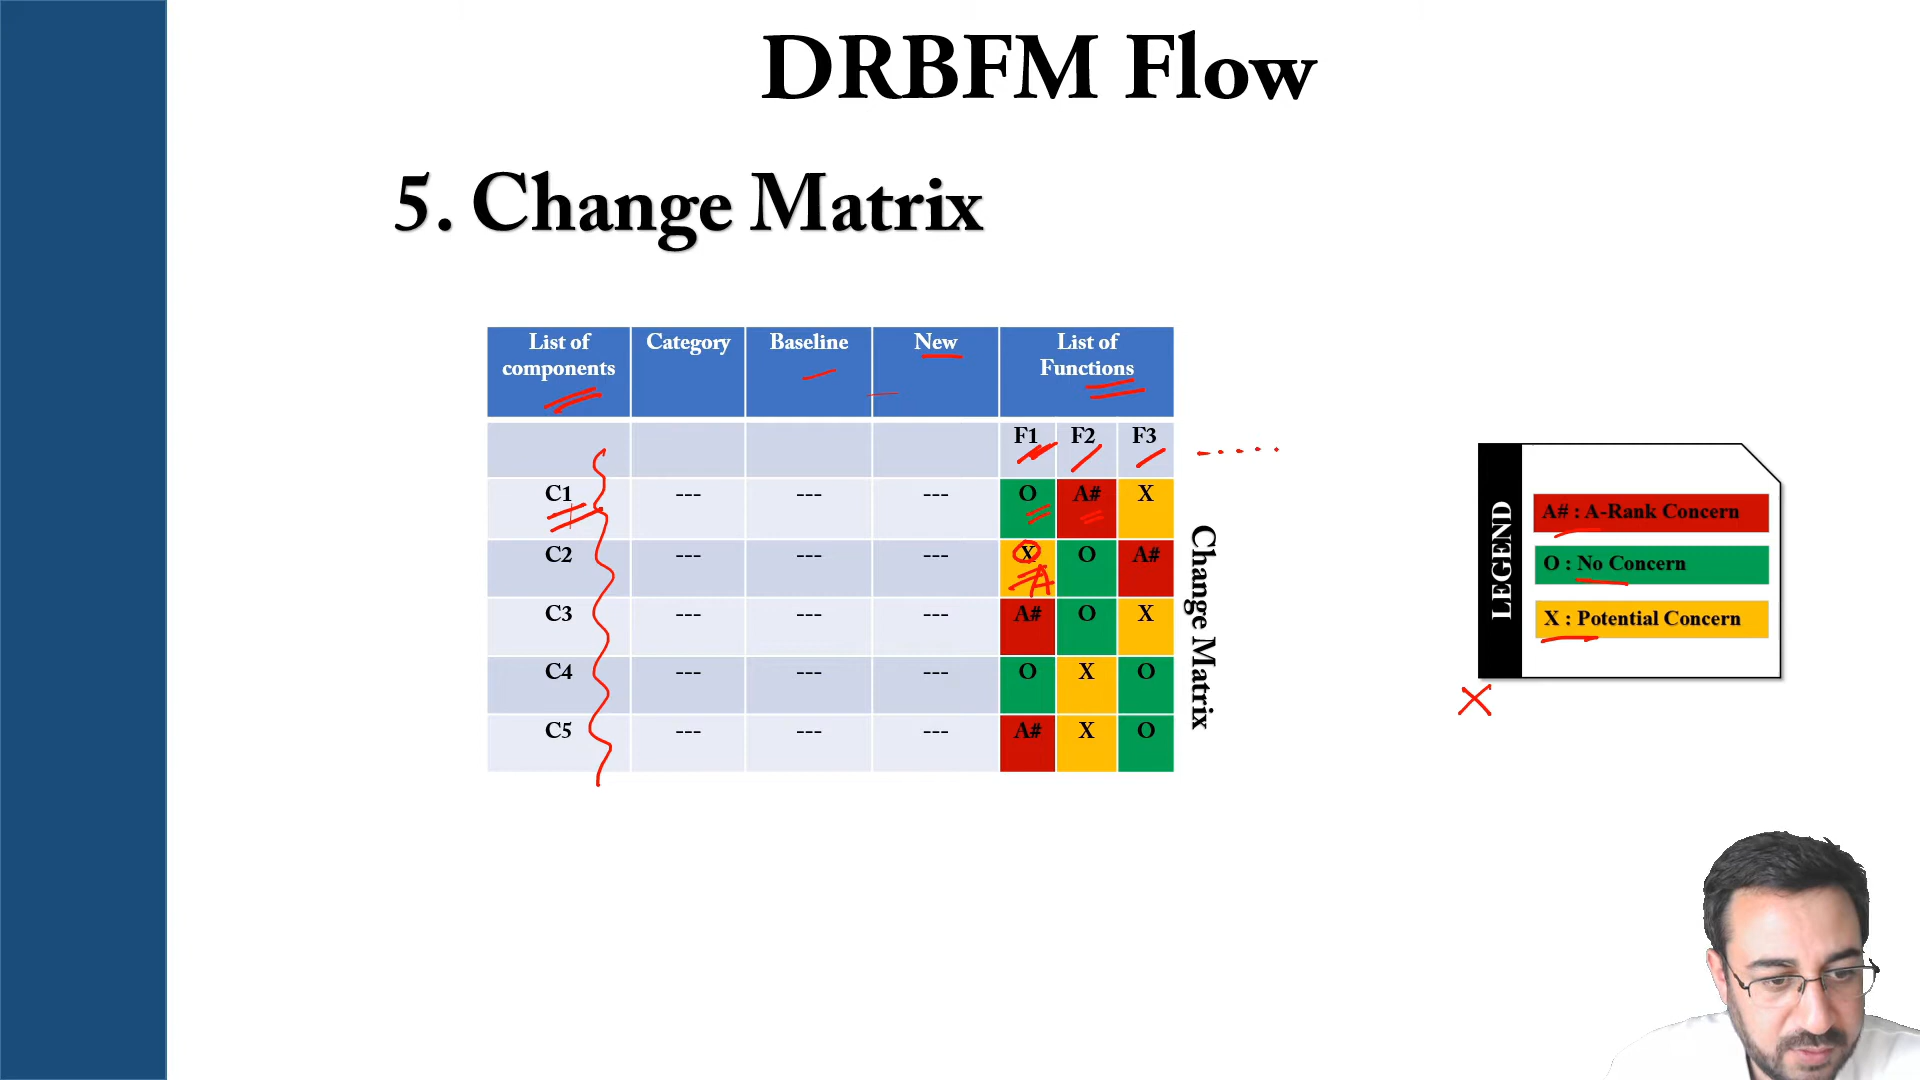 DRBFM Flow
5. Change Matrix
List of components Category Baseline New List of Functions
F1 F2 F3
C1 --- --- --- O A# X
C2 --- --- --- X O A#
A
C3 --- --- --- A# O X
C4 --- --- --- O X O
C5 --- --- --- A# X O
Change Matrix
LEGEND
A# : A-Rank Concern
O : No Concern
X : Potential Concern
X